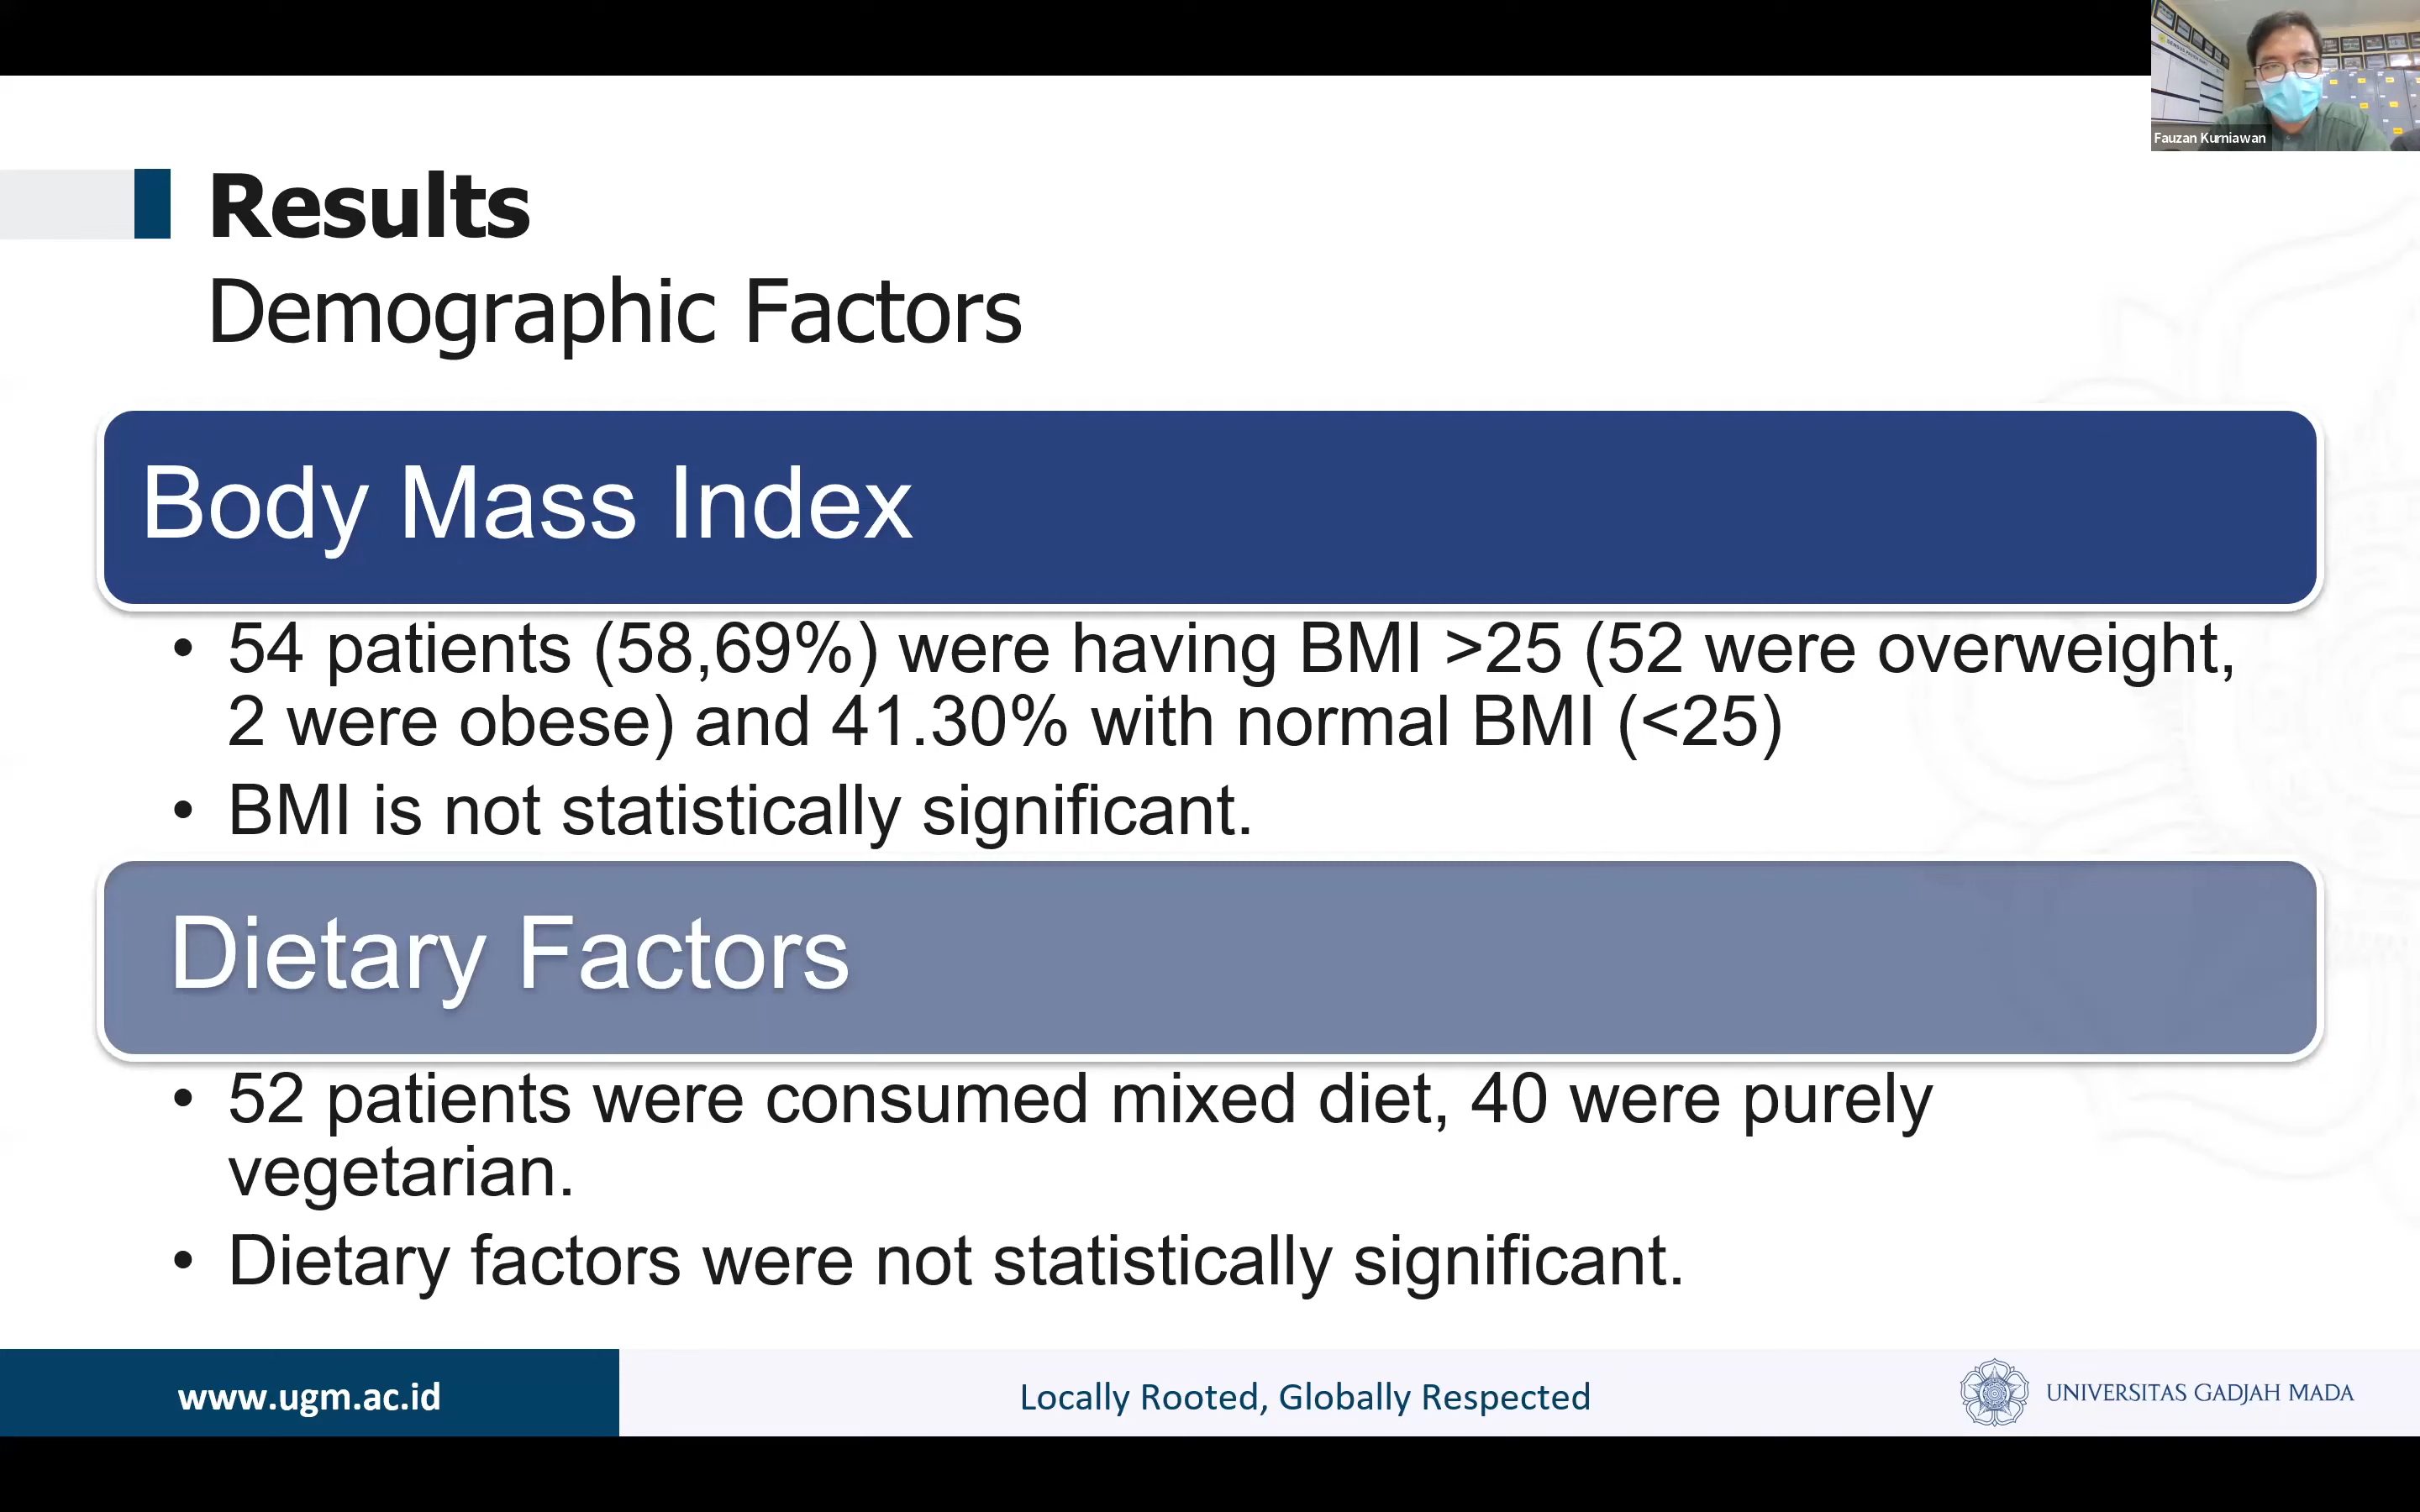 Fauzan Kurniawan
Results
Demographic Factors
Body Mass Index
• 54 patients (58,69%) were having BMI >25 (52 were overweight,
2 were obese) and 41.30% with normal BMI (<25)
• BMI is not statistically significant.
Dietary Factors
• 52 patients were consumed mixed diet, 40 were purely
vegetarian.
• Dietary factors were not statistically significant.
www.ugm.ac.id
Locally Rooted, Globally Respected
UNIVERSITAS GADJAH MADA